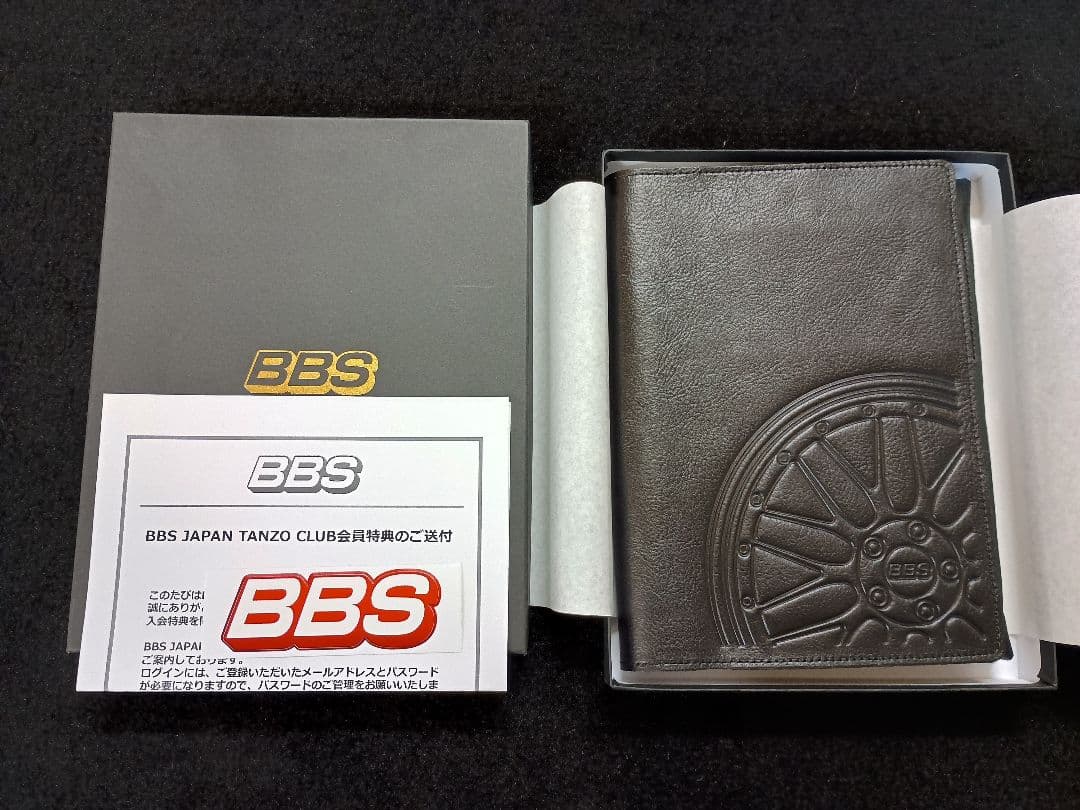 BBS
BBS
BBS JAPAN TANZO CLUB会員特典のご送付
このたびは
誠にありが
入会特典を
BBS
BBS JAPA
ご案内しております。
ログインには、ご登録いただいたメールアドレスとパスワード
が必要になりますので、パスワードのご管理をお願いいたしま
BBS